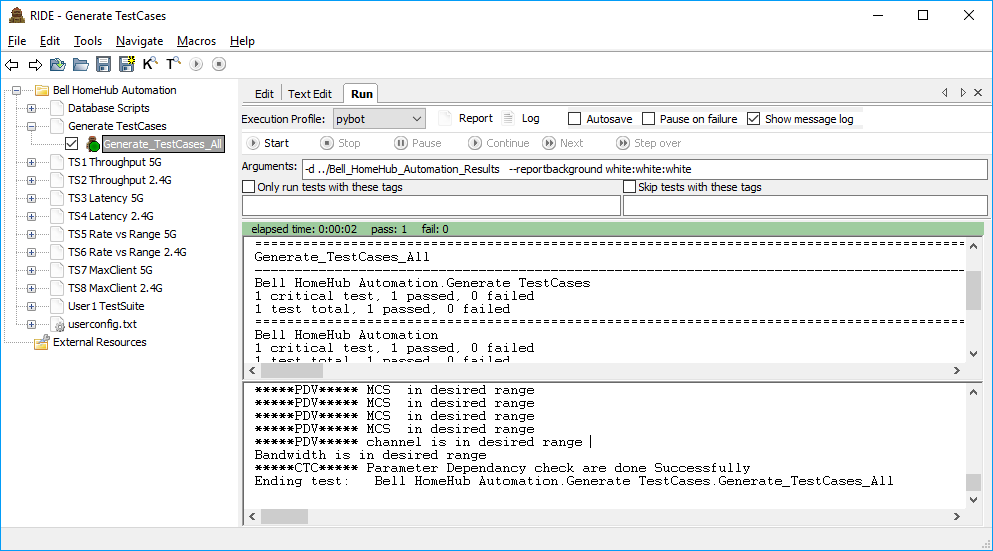 RIDE - Generate TestCases
File Edit Tools Navigate Macros Help
K T
Bell HomeHub Automation
Database Scripts
Generate TestCases
Generate_TestCases_All
TS1 Throughput 5G
TS2 Throughput 2.4G
TS3 Latency 5G
TS4 Latency 2.4G
TS5 Rate vs Range 5G
TS6 Rate vs Range 2.4G
TS7 MaxClient 5G
TS8 MaxClient 2.4G
User1 TestSuite
userconfig.txt
External Resources
Edit Text Edit Run
Execution Profile: pybot Report Log Autosave Pause on failure Show message log
Start Stop Pause Continue Next Step over
Arguments: -d ../Bell_HomeHub_Automation_Results --reportbackground white:white:white
Only run tests with these tags Skip tests with these tags
elapsed time: 0:00:02 pass: 1 fail: 0
Generate_TestCases_All
Bell HomeHub Automation.Generate TestCases
1 critical test, 1 passed, 0 failed
1 test total, 1 passed, 0 failed
Bell HomeHub Automation
1 critical test, 1 passed, 0 failed
1 test total, 1 passed, 0 failed
*****PDV***** MCS  in desired range
*****PDV***** MCS  in desired range
*****PDV***** MCS  in desired range
*****PDV***** MCS  in desired range
*****PDV***** channel is in desired range
Bandwidth is in desired range
*****CTC***** Parameter Dependancy check are done Successfully
Ending test:   Bell HomeHub Automation.Generate TestCases.Generate_TestCases_All